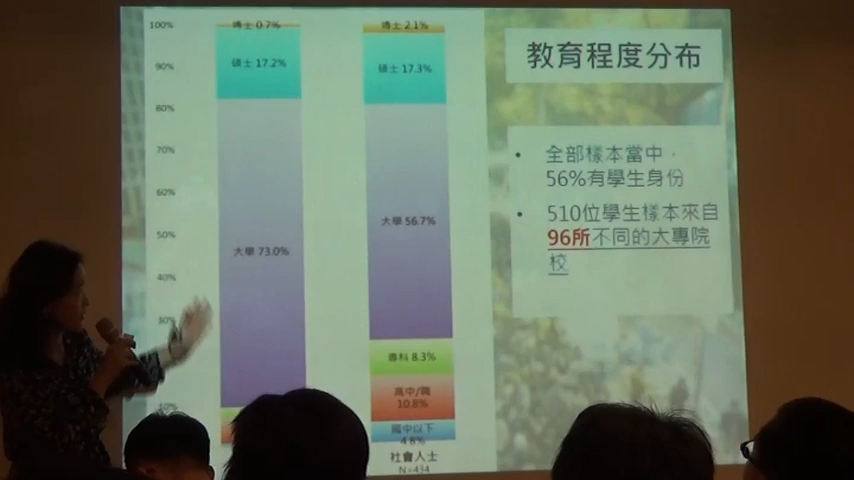 教育程度分布
• 全部樣本當中，
56%有學生身份
• 510位學生樣本來自
96所不同的大專院
校
100%
90%
80%
70%
60%
50%
40%
30%
博士 0.7%
碩士 17.2%
大學 73.0%
博士 2.1%
碩士 17.3%
大學 56.7%
專科 8.3%
高中/職
10.8%
國中以下
4.8%
社會人士
N=434